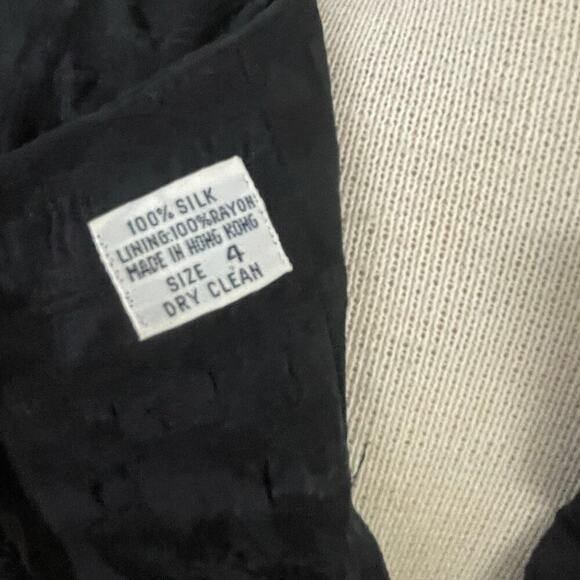 100% SILK
LINING:100%RAYON
MADE IN HONG KONG
SIZE 4
DRY CLEAN